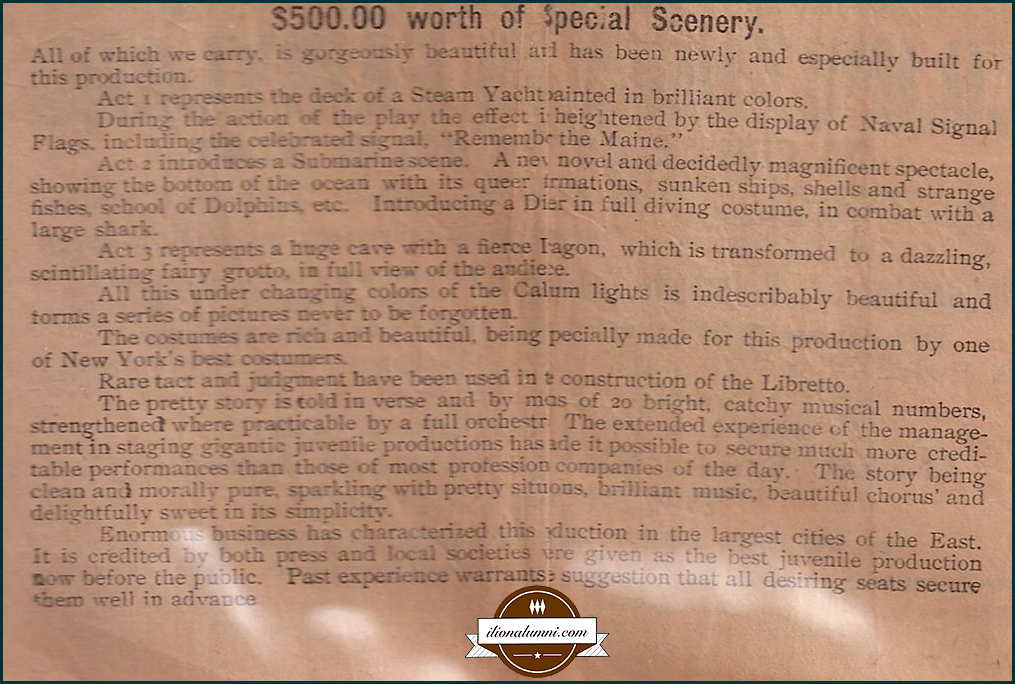 $500.00 worth of Special Scenery.
All of which we carry, is gorgeously beautiful a d has been newly and especially built for
this production.
Act 1 represents the deck of a Steam Yacht ainted in brilliant colors.
During the action of the play the effect i heightened by the display of Naval Signal
Flags, including the celebrated signal, "Rememb the Maine."
Act 2 introduces a Submarine scene. A ne novel and decidedly magnificent spectacle,
showing the bottom of the ocean with its queer rmations, sunken ships, shells and strange
fishes, school of Dolphins, etc. Introducing a Di er in full diving costume, in combat with a
large shark.
Act 3 represents a huge cave with a fierce agon, which is transformed to a dazzling,
scintillating fairy grotto, in full view of the audie e.
All this under changing colors of the Cal um lights is indescribably beautiful and
forms a series of pictures never to be forgotten.
The costumes are rich and beautiful, being pecially made for this production by one
of New York's best costumers.
Rare tact and judgment have been used in t construction of the Libretto.
The pretty story is told in verse and by m s of 20 bright, catchy musical numbers,
strengthened where practicable by a full orchestr The extended experience of the manage-
ment in staging gigantic juvenile productions has de it possible to secure much more credi-
table performances than those of most profession companies of the day. The story being
clean and morally pure, sparkling with pretty situ ons, brilliant music, beautiful chorus' and
delightfully sweet in its simplicity.
Enormous business has characterized this duction in the largest cities of the East.
It is credited by both press and local societies re given as the best juvenile production
now before the public. Past experience warrants suggestion that all desiring seats secure
them well in advance
ilionalumni.com